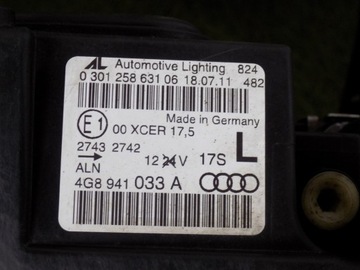 AL Automotive Lighting 824
0 301 258 631 06 18.07.11 482
Made in Germany
E1 00 XCER 17,5
2743 2742
12 24 V 17S L
ALN
4G8 941 033 A